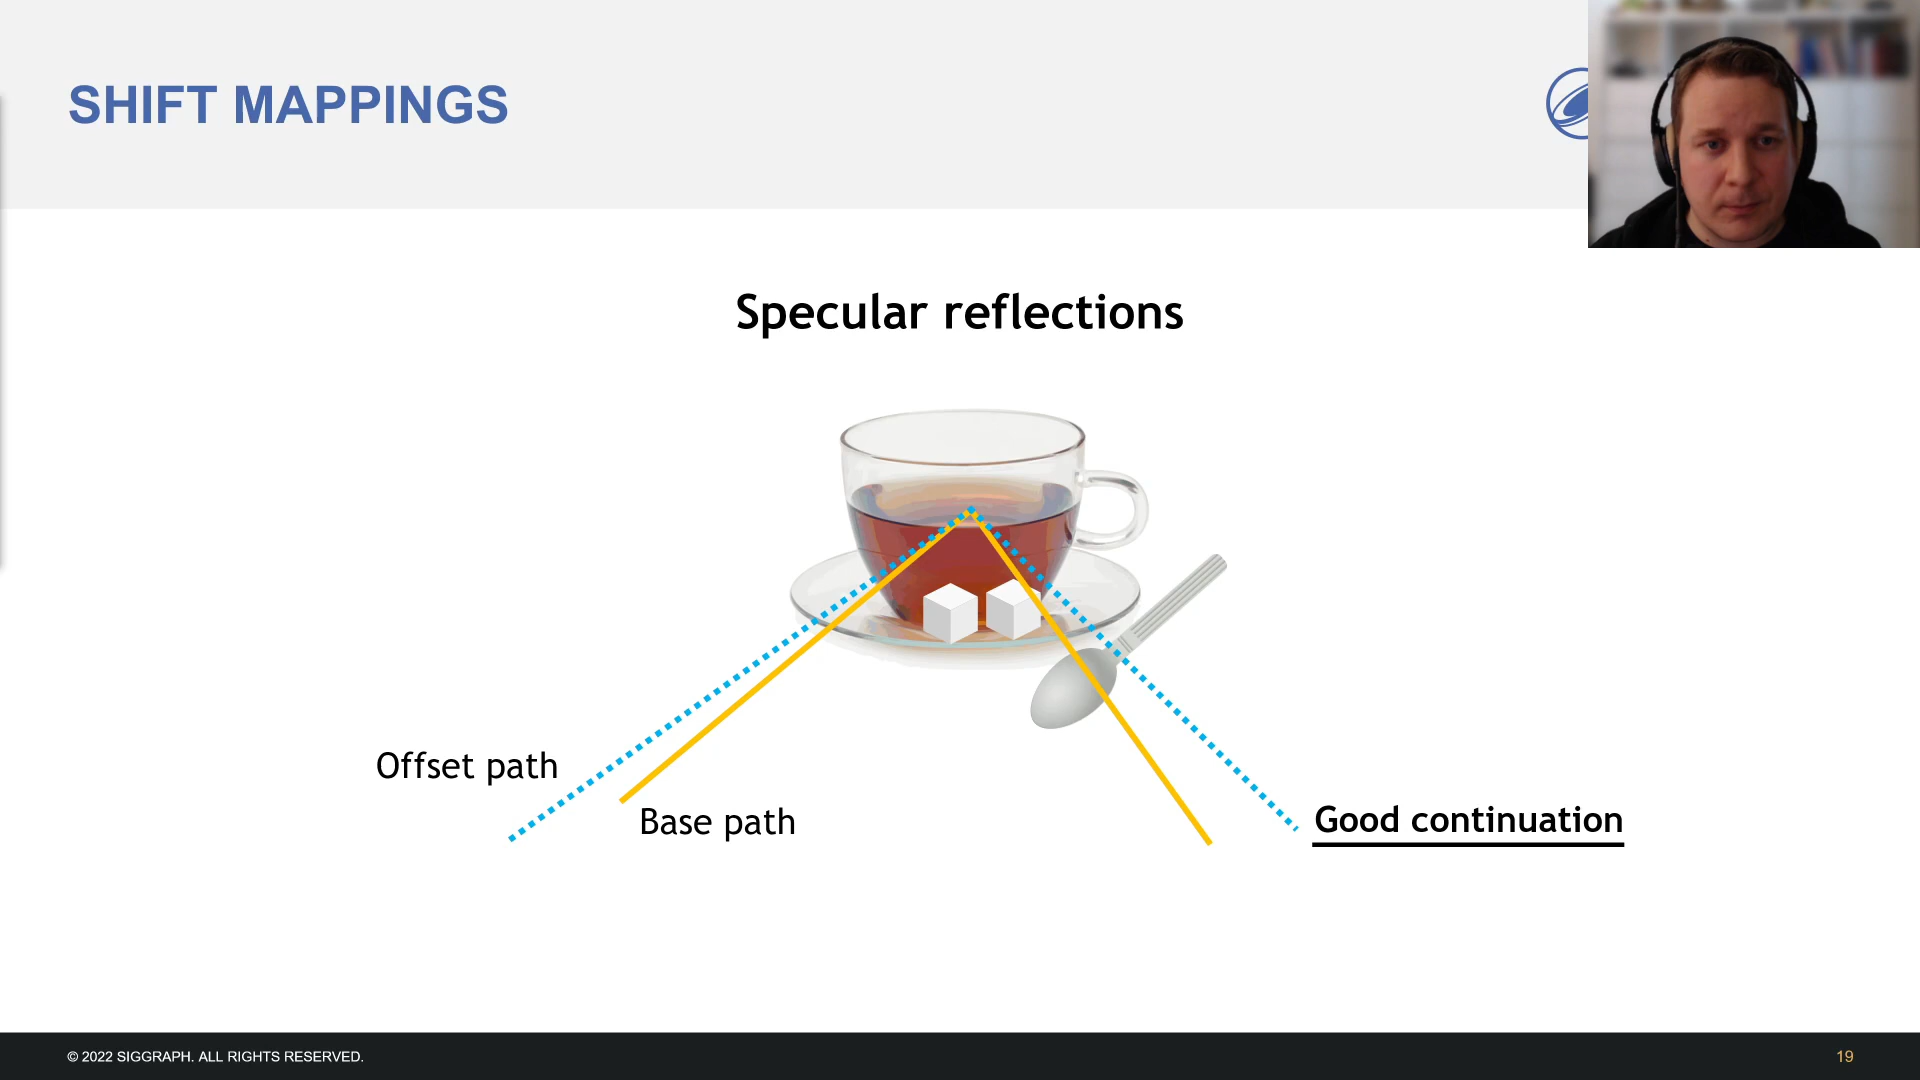 SHIFT MAPPINGS
Specular reflections
Offset path
Base path
Good continuation
© 2022 SIGGRAPH. ALL RIGHTS RESERVED.
19